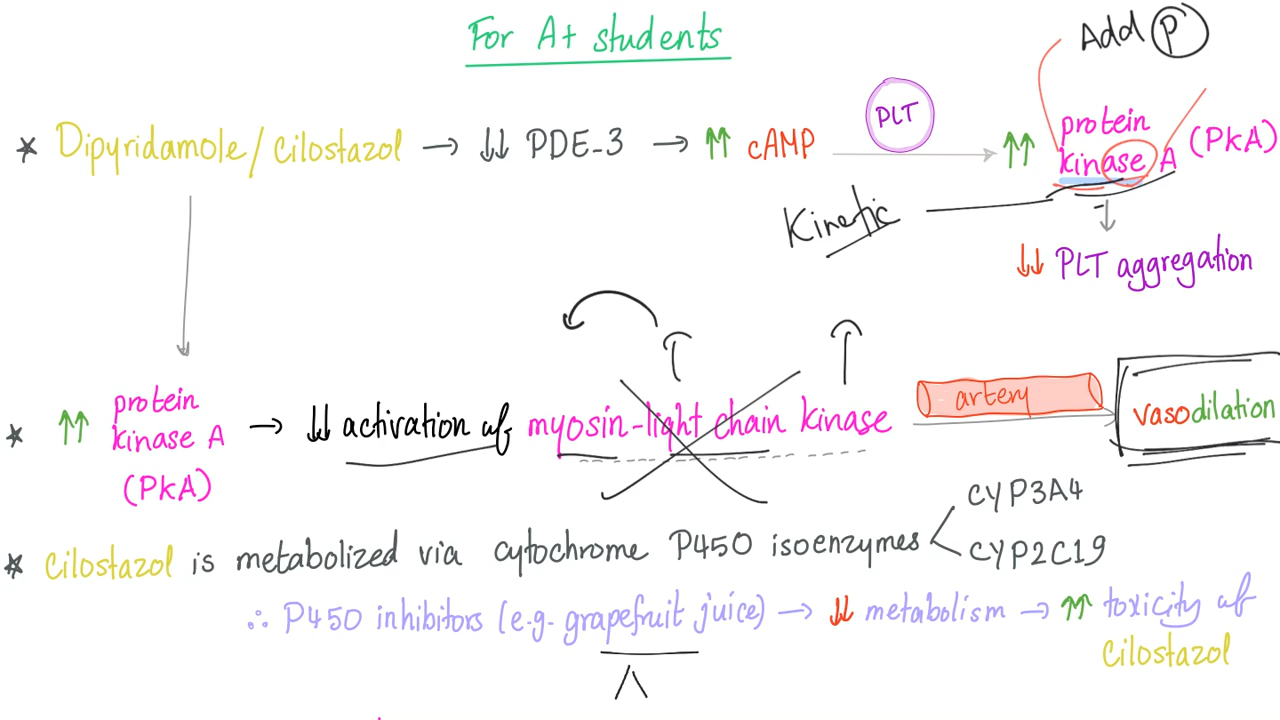 For A+ students
Add P
* Dipyridamole/Cilostazol → ↓↓ PDE-3 → ↑↑ cAMP PLT → ↑↑ protein kinase A (PkA)
Kinetic
↓↓ PLT aggregation
* ↑↑ protein kinase A (PkA) → ↓↓ activation of myosin-light chain kinase artery → vasodilation
* Cilostazol is metabolized via cytochrome P450 isoenzymes < CYP3A4
CYP2C19
∴ P450 inhibitors (e.g. grapefruit juice) → ↓↓ metabolism → ↑↑ toxicity of
Cilostazol